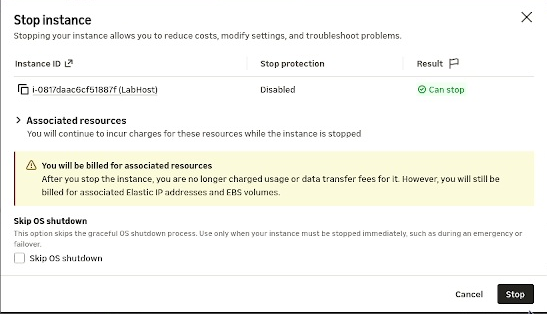 Stop instance
Stopping your instance allows you to reduce costs, modify settings, and troubleshoot problems.
Instance ID
Stop protection
Result
i-0817daac6cf51887f (LabHost)
Disabled
Can stop
Associated resources
You will continue to incur charges for these resources while the instance is stopped
You will be billed for associated resources
After you stop the instance, you are no longer charged usage or data transfer fees for it. However, you will still be
billed for associated Elastic IP addresses and EBS volumes.
Skip OS shutdown
This option skips the graceful OS shutdown process. Use only when your instance must be stopped immediately, such as during an emergency or
failover.
Skip OS shutdown
Cancel
Stop